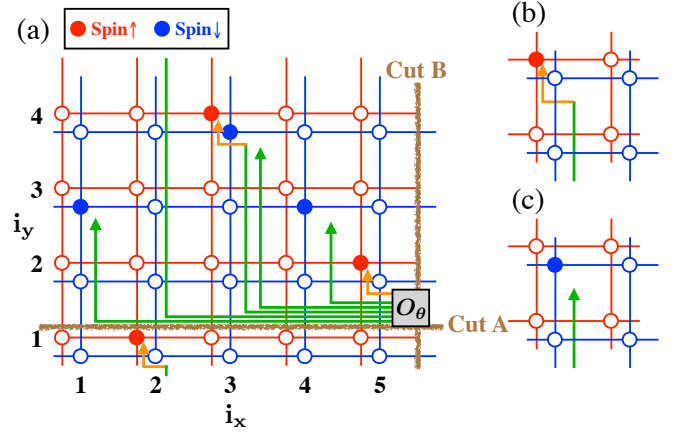 (a) Spin↑ Spin↓
(b)
Cut B
4
3
(c)
i_y
2
O_θ
1
Cut A
1 2 3 4 5
i_x